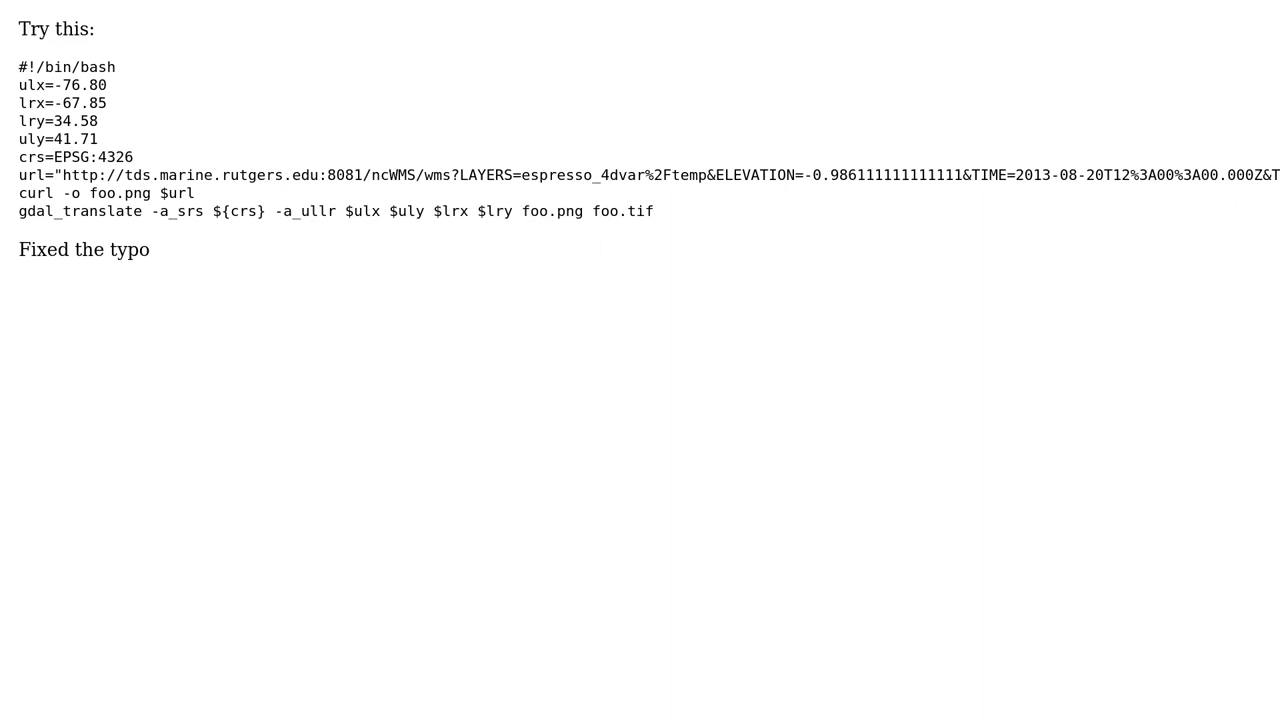 Try this:
#!/bin/bash
ulx=-76.80
lrx=-67.85
lry=34.58
uly=41.71
crs=EPSG:4326
url="http://tds.marine.rutgers.edu:8081/ncWMS/wms?LAYERS=espresso_4dvar%2Ftemp&ELEVATION=-0.986111111111111&TIME=2013-08-20T12%3A00%3A00.000Z&T
curl -o foo.png $url
gdal_translate -a_srs ${crs} -a_ullr $ulx $uly $lrx $lry foo.png foo.tif
Fixed the typo